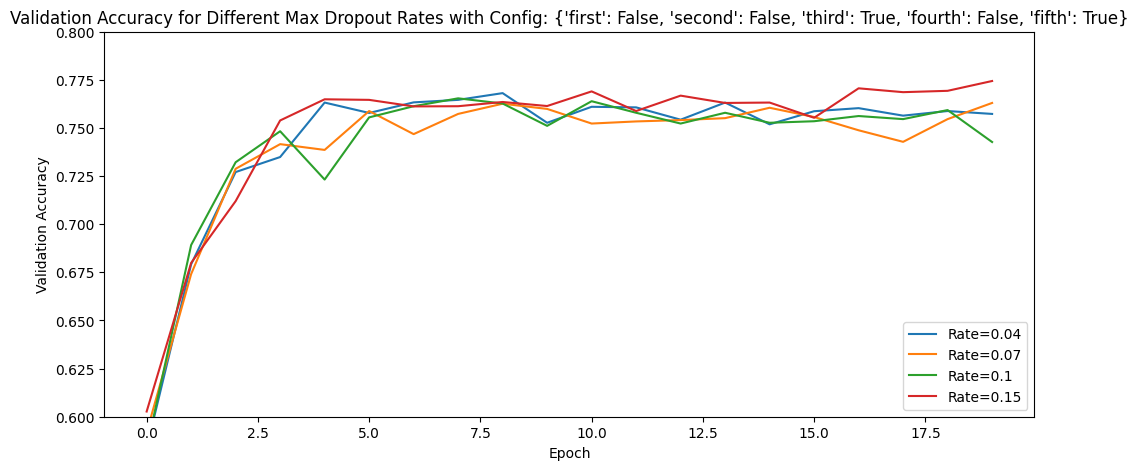 Validation Accuracy for Different Max Dropout Rates with Config: {'first': False, 'second': False, 'third': True, 'fourth': False, 'fifth': True}
0.800
0.775
0.750
0.725
0.700
0.675
0.650
0.625
0.600
Validation Accuracy
0.0
2.5
5.0
7.5
10.0
12.5
15.0
17.5
Epoch
Rate=0.04
Rate=0.07
Rate=0.1
Rate=0.15